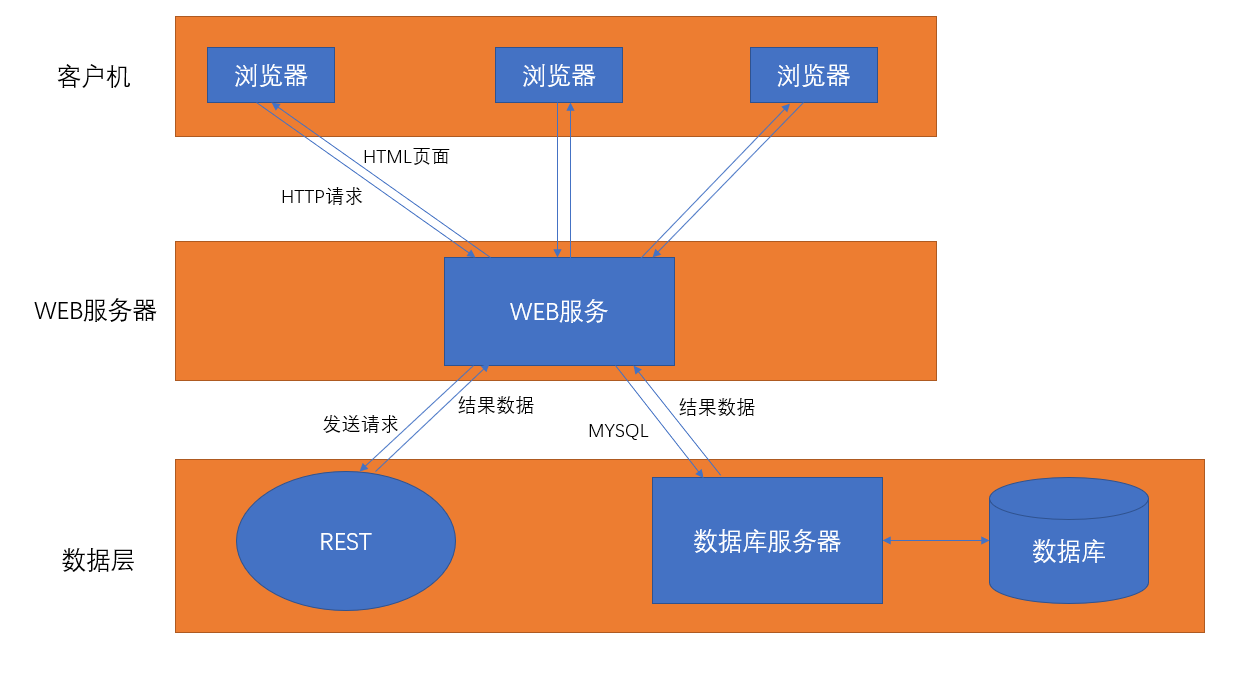 客户机
浏览器
浏览器
浏览器
HTML页面
HTTP请求
WEB服务器
WEB服务
发送请求
结果数据
MYSQL
结果数据
数据层
REST
数据库服务器
数据库